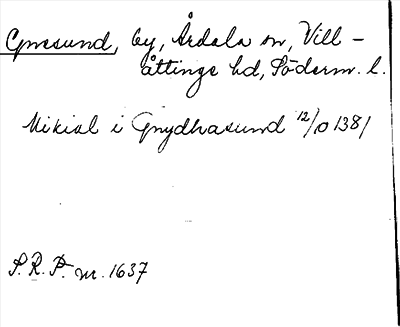 Gnesund, by, Årdala sn, Vill-
åttinge hd, Söderm. l.
Mikial i Gnydhasund 12/10 1381
S.R.P. nr. 1637